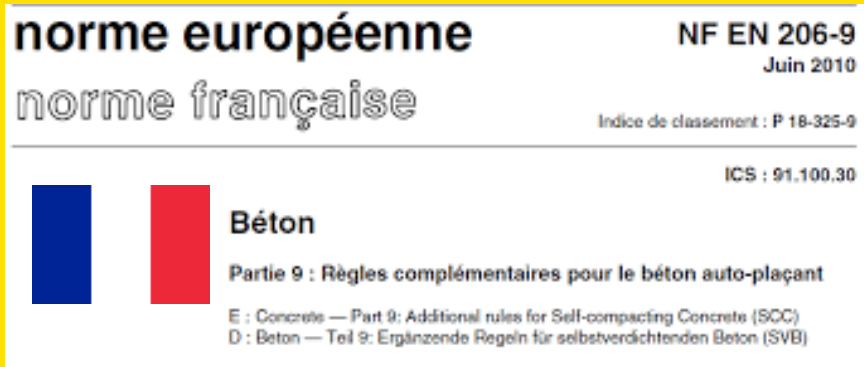 norme européenne
NF EN 206-9
Juin 2010
norme française
Indice de classement : P 18-325-9
ICS : 91.100.30
Béton
Partie 9 : Règles complémentaires pour le béton auto-plaçant
E : Concrete — Part 9: Additional rules for Self-compacting Concrete (SCC)
D : Beton — Teil 9: Ergänzende Regeln für selbstverdichtenden Beton (SVB)